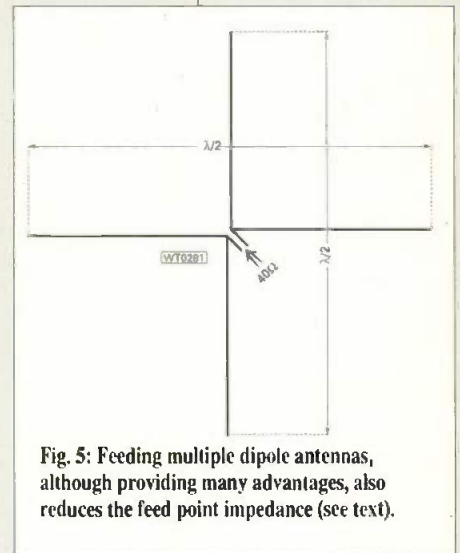 λ/2
λ/2
WT0281
40Ω
Fig. 5: Feeding multiple dipole antennas,
although providing many advantages, also
reduces the feed point impedance (see text).